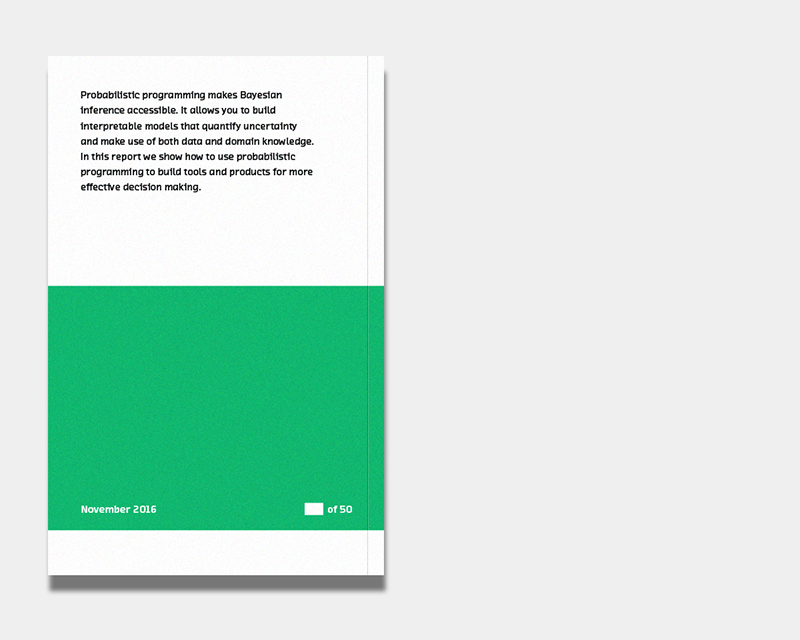 Probabilistic programming makes Bayesian
inference accessible. It allows you to build
interpretable models that quantify uncertainty
and make use of both data and domain knowledge.
In this report we show how to use probabilistic
programming to build tools and products for more
effective decision making.
November 2016
of 50